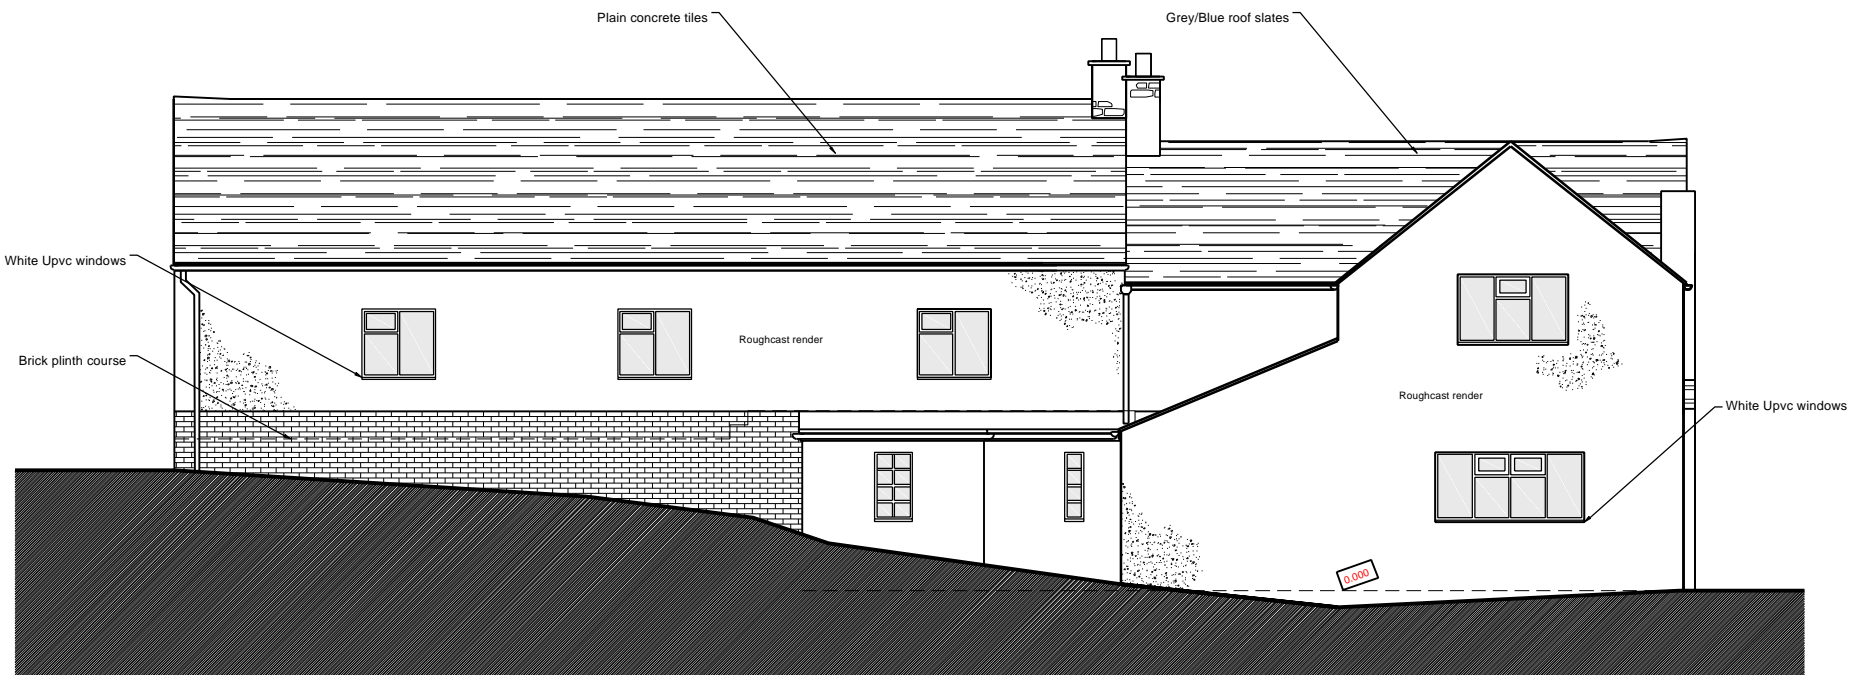 Plain concrete tiles
Grey/Blue roof slates
White Upvc windows
Roughcast render
Brick plinth course
Roughcast render
White Upvc windows
0.000